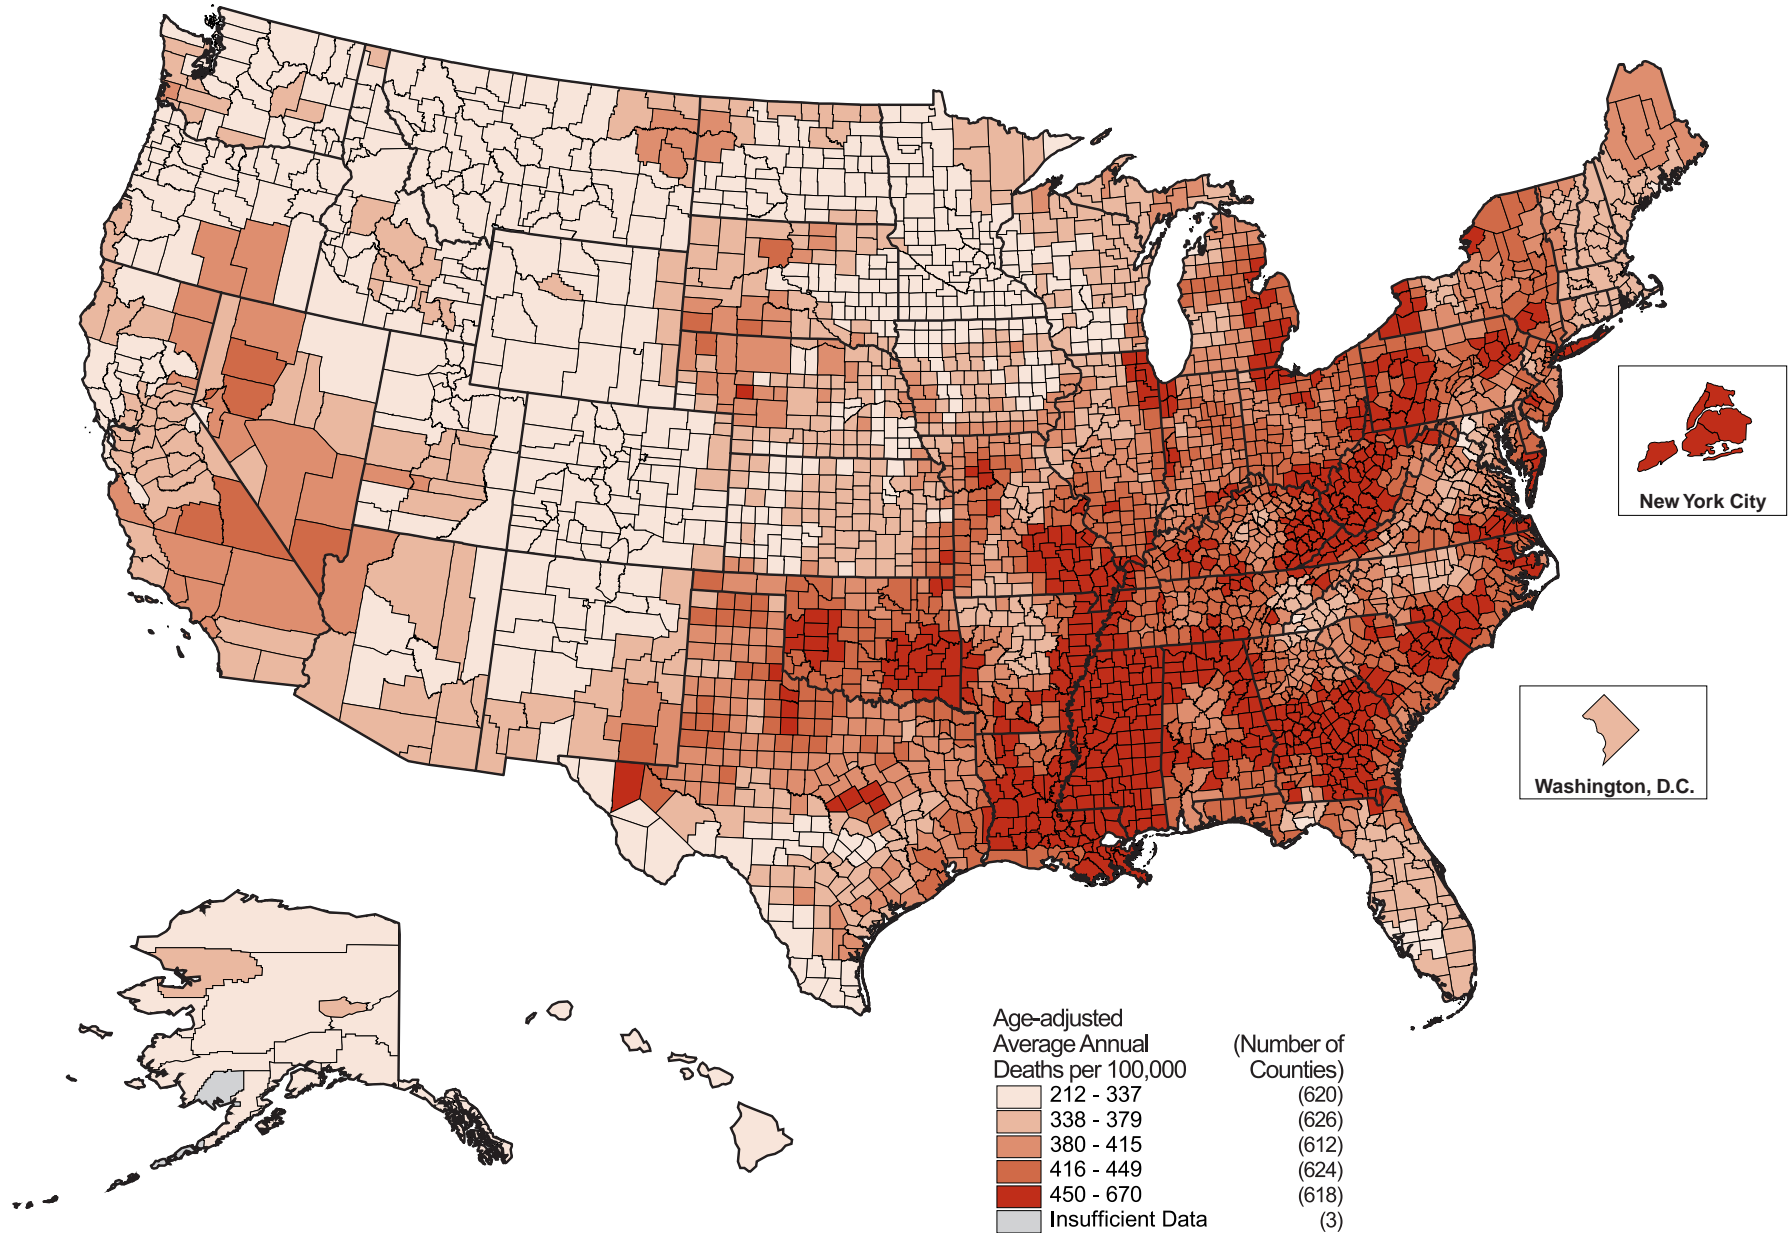 New York City
Washington, D.C.
Age-adjusted
Average Annual (Number of
Deaths per 100,000 Counties)
212 - 337 (620)
338 - 379 (626)
380 - 415 (612)
416 - 449 (624)
450 - 670 (618)
Insufficient Data (3)